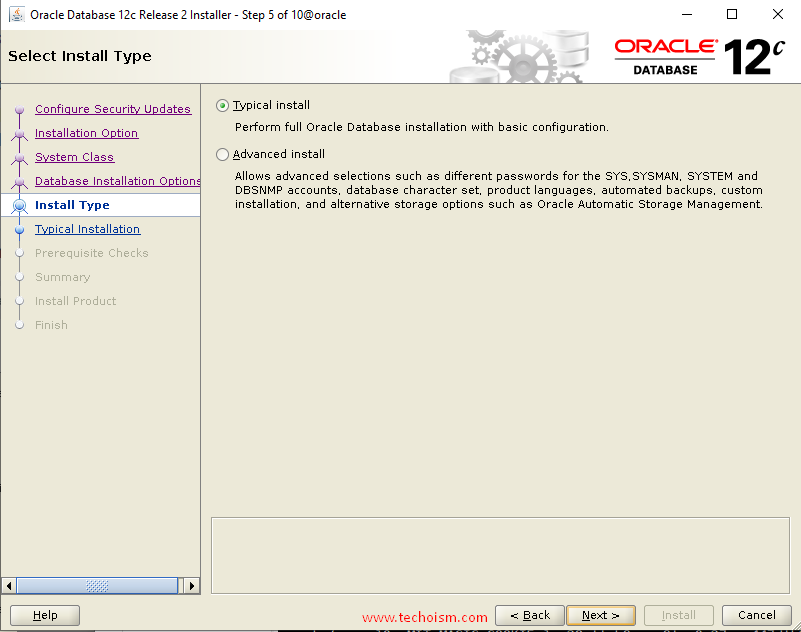 Oracle Database 12c Release 2 Installer - Step 5 of 10@oracle
Select Install Type
ORACLE®
DATABASE
12c
Configure Security Updates
Installation Option
System Class
Database Installation Options
Install Type
Typical Installation
Prerequisite Checks
Summary
Install Product
Finish
Typical install
Perform full Oracle Database installation with basic configuration.
Advanced install
Allows advanced selections such as different passwords for the SYS,SYSMAN, SYSTEM and
DBSNMP accounts, database character set, product languages, automated backups, custom
installation, and alternative storage options such as Oracle Automatic Storage Management.
Help
www.techoism.com
< Back
Next >
Install
Cancel